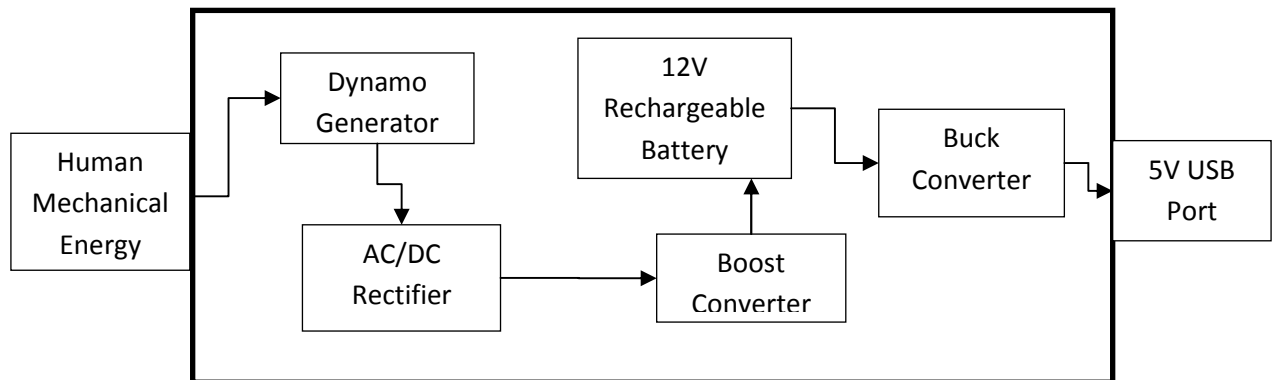 Human
Mechanical
Energy
Dynamo
Generator
AC/DC
Rectifier
Boost
Converter
12V
Rechargeable
Battery
Buck
Converter
5V USB
Port